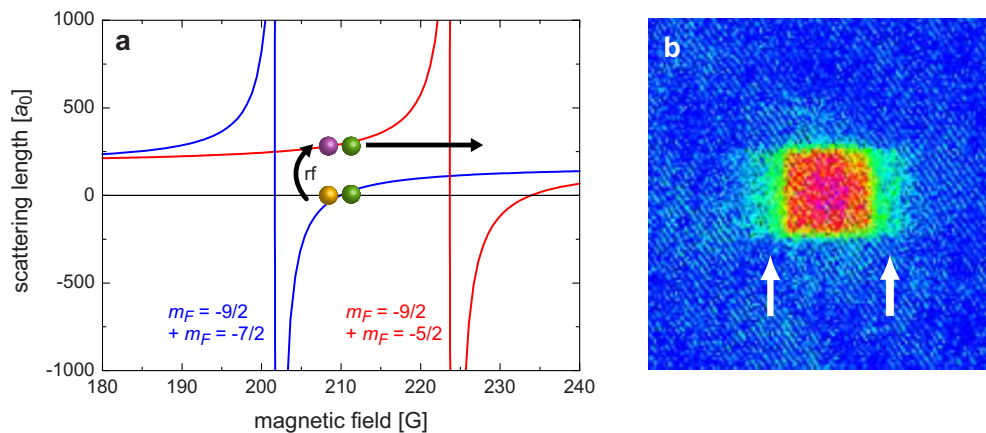 a
scattering length [a0]
1000
500
0
-500
-1000
rf
mF = -9/2
+ mF = -7/2
mF = -9/2
+ mF = -5/2
180
190
200
210
220
230
240
magnetic field [G]
b